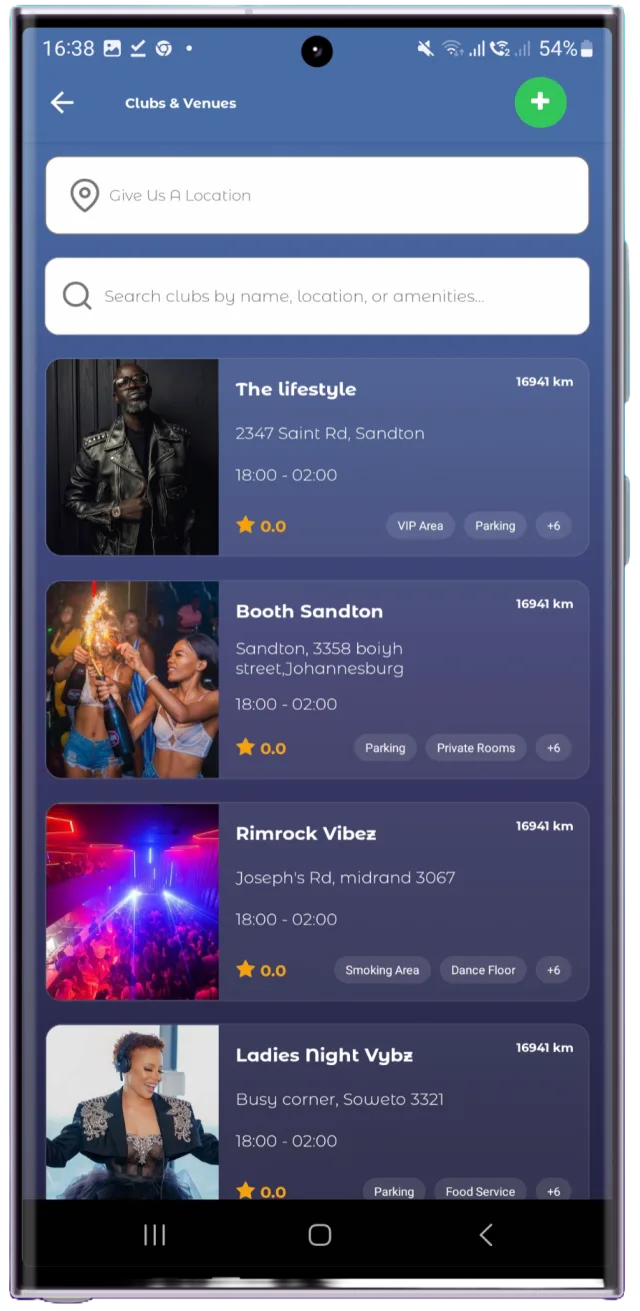 16:38
54%
Clubs & Venues
Give Us A Location
Search clubs by name, location, or amenities...
The lifestyle
16941 km
2347 Saint Rd, Sandton
18:00 - 02:00
0.0
VIP Area
Parking
+6
Booth Sandton
16941 km
Sandton, 3358 boiyh
street,Johannesburg
18:00 - 02:00
0.0
Parking
Private Rooms
+6
Rimrock Vibez
16941 km
Joseph's Rd, midrand 3067
18:00 - 02:00
0.0
Smoking Area
Dance Floor
+6
Ladies Night Vybz
16941 km
Busy corner, Soweto 3321
18:00 - 02:00
0.0
Parking
Food Service
+6